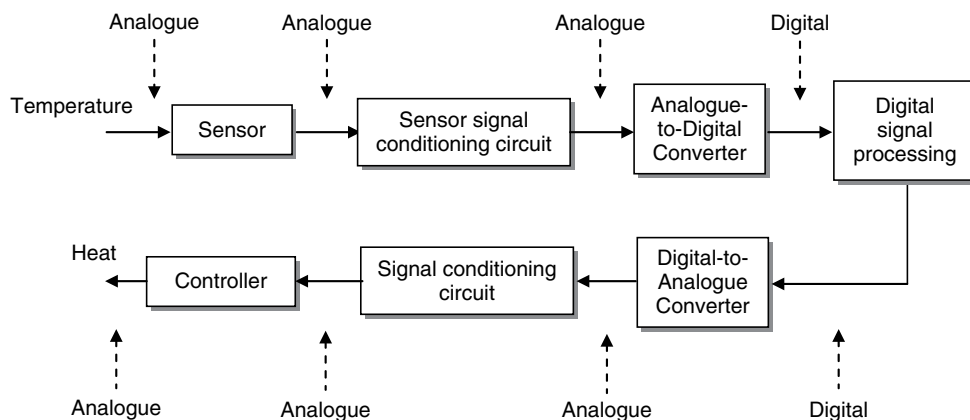 Analogue
Analogue
Analogue
Digital
Temperature
Sensor
Sensor signal
conditioning circuit
Analogue-
to-Digital
Converter
Digital
signal
processing
Heat
Controller
Signal conditioning
circuit
Digital-to-
Analogue
Converter
Analogue
Analogue
Analogue
Digital